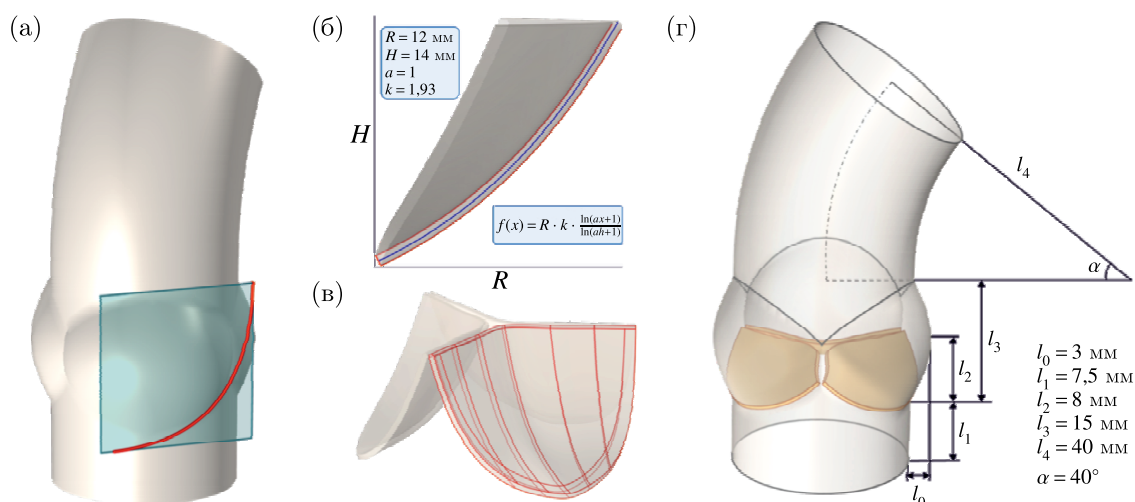 (а)
(б)
R = 12 мм
H = 14 мм
a = 1
k = 1,93
H
f(x) = R · k · ln(ax+1)/ln(ah+1)
R
(в)
(г)
l₄
α
l₃
l₂
l₁
l₀
l₀ = 3 мм
l₁ = 7,5 мм
l₂ = 8 мм
l₃ = 15 мм
l₄ = 40 мм
α = 40°